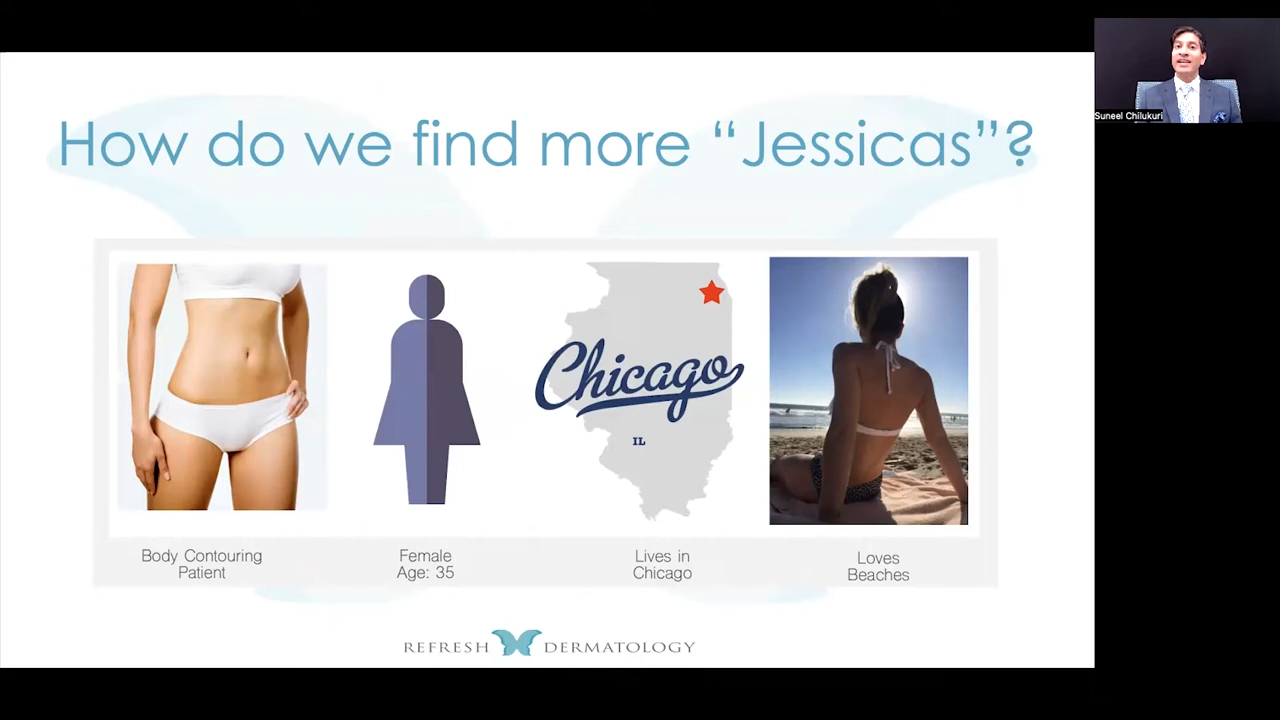 How do we find more “Jessicas”?
Chicago
IL
Body Contouring
Patient
Female
Age: 35
Lives in
Chicago
Loves
Beaches
REFRESH DERMATOLOGY
Suneel Chilukuri